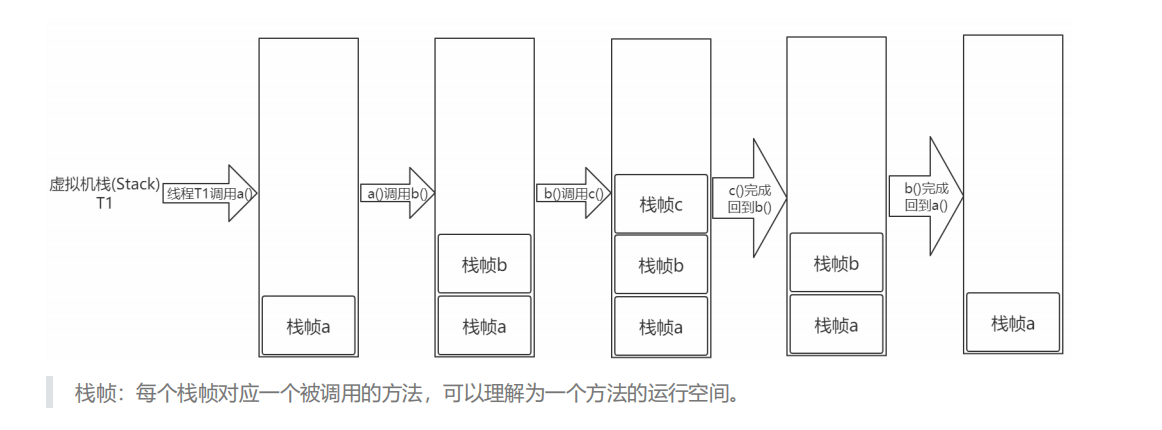 虚拟机栈(Stack)
T1
线程T1调用a()
a()调用b()
b()调用c()
c()完成
回到b()
b()完成
回到a()
栈帧a
栈帧b
栈帧a
栈帧c
栈帧b
栈帧a
栈帧b
栈帧a
栈帧a
栈帧：每个栈帧对应一个被调用的方法，可以理解为一个方法的运行空间。